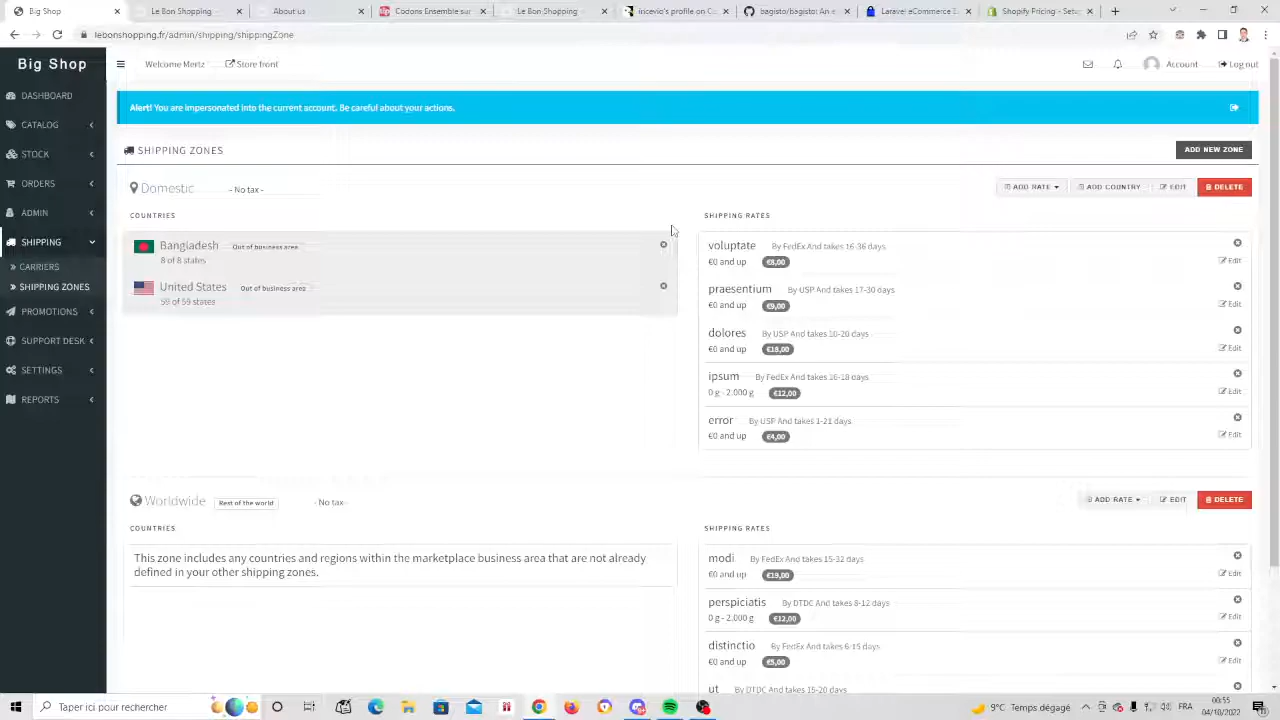 Big Shop
Le Bon Shopping
About us
Codons Ensemble sur
Le Bon Shopping
Laravel eCommerce
Shopify Pricing - Setu
lebonshopping.fr/admin/shipping/shippingZone
Big Shop
Welcome Mertz
Store front
Account
Log out
DASHBOARD
CATALOG
STOCK
ORDERS
ADMIN
SHIPPING
CARRIERS
SHIPPING ZONES
PROMOTIONS
SUPPORT DESK
SETTINGS
REPORTS
Alert! You are impersonated into the current account. Be careful about your actions.
SHIPPING ZONES
ADD NEW ZONE
Domestic - No tax -
ADD RATE
ADD COUNTRY
EDIT
DELETE
COUNTRIES
Bangladesh Out of business area
8 of 8 states
United States Out of business area
59 of 59 states
SHIPPING RATES
voluptate By FedEx And takes 16-36 days
€0 and up €8,00 Edit
praesentium By USP And takes 17-30 days
€0 and up €9,00 Edit
dolores By USP And takes 10-20 days
€0 and up €18,00 Edit
ipsum By FedEx And takes 16-18 days
0 g - 2.000 g €12,00 Edit
error By USP And takes 1-21 days
€0 and up €4,00 Edit
Worldwide Rest of the world - No tax -
ADD RATE
EDIT
DELETE
COUNTRIES
This zone includes any countries and regions within the marketplace business area that are not already
defined in your other shipping zones.
SHIPPING RATES
modi By FedEx And takes 15-32 days
€0 and up €19,00 Edit
perspiciatis By DTDC And takes 8-12 days
0 g - 2.000 g €12,00 Edit
distinctio By FedEx And takes 6-15 days
€0 and up €5,00 Edit
ut By DTDC And takes 15-20 days
Taper ici pour rechercher
9°C Temps dégagé
FRA
00:55
04/10/2022